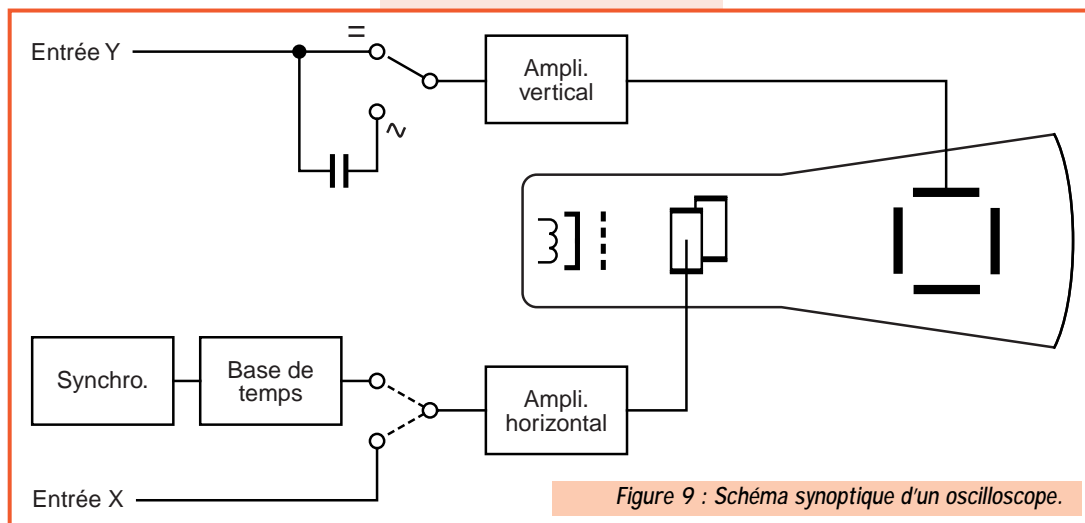 Entrée Y
=
Ampli.
vertical
~
Synchro.
Base de
temps
Ampli.
horizontal
Entrée X
Figure 9 : Schéma synoptique d'un oscilloscope.